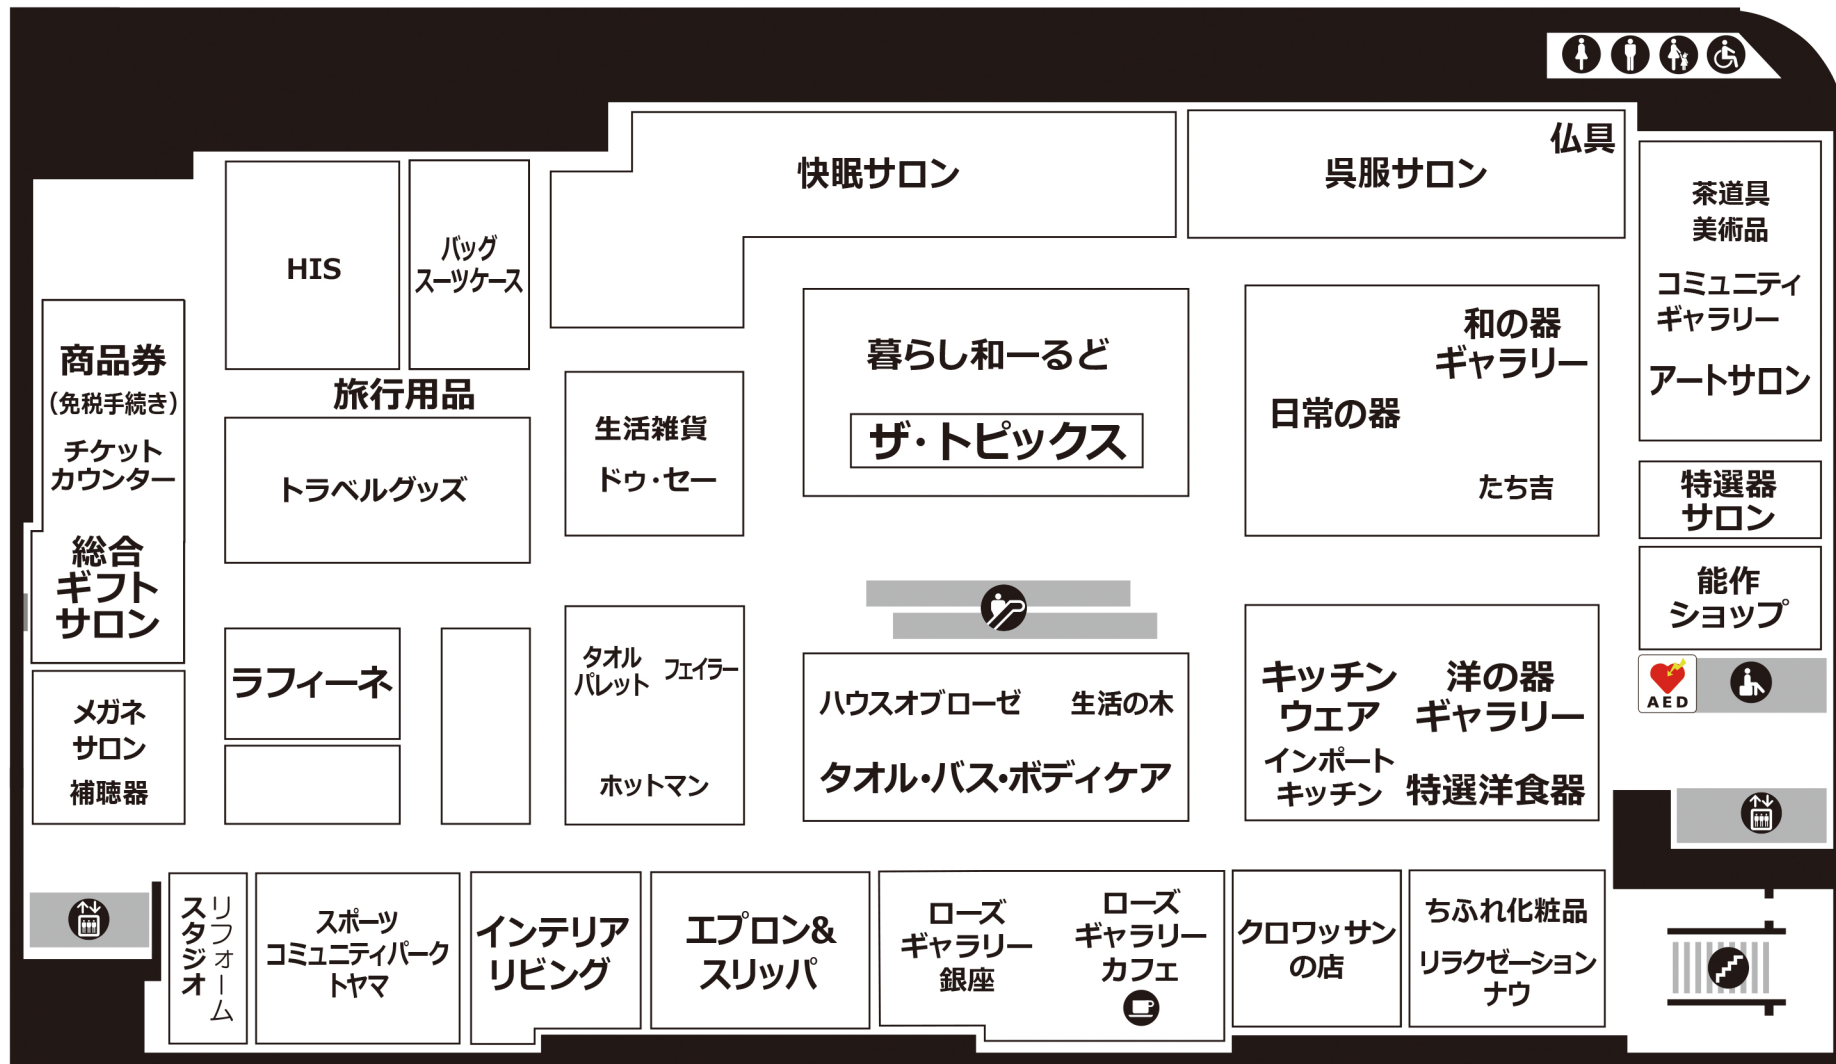 快眠サロン
呉服サロン
仏具
茶道具
美術品
コミュニティ
ギャラリー
アートサロン
HIS
バッグ
スーツケース
旅行用品
トラベルグッズ
商品券
(免税手続き)
チケット
カウンター
総合
ギフト
サロン
生活雑貨
ドゥ・セー
暮らし和ーるど
ザ・トピックス
和の器
ギャラリー
日常の器
たち吉
特選器
サロン
能作
ショップ
AED
メガネ
サロン
補聴器
ラフィーネ
タオル
パレット
フェイラー
ホットマン
ハウスオブローゼ
生活の木
タオル・バス・ボディケア
キッチン
ウェア
インポート
キッチン
洋の器
ギャラリー
特選洋食器
リフォーム
スタジオ
スポーツ
コミュニティパーク
トヤマ
インテリア
リビング
エプロン&
スリッパ
ローズ
ギャラリー
銀座
ローズ
ギャラリー
カフェ
クロワッサン
の店
ちふれ化粧品
リラクゼーション
ナウ